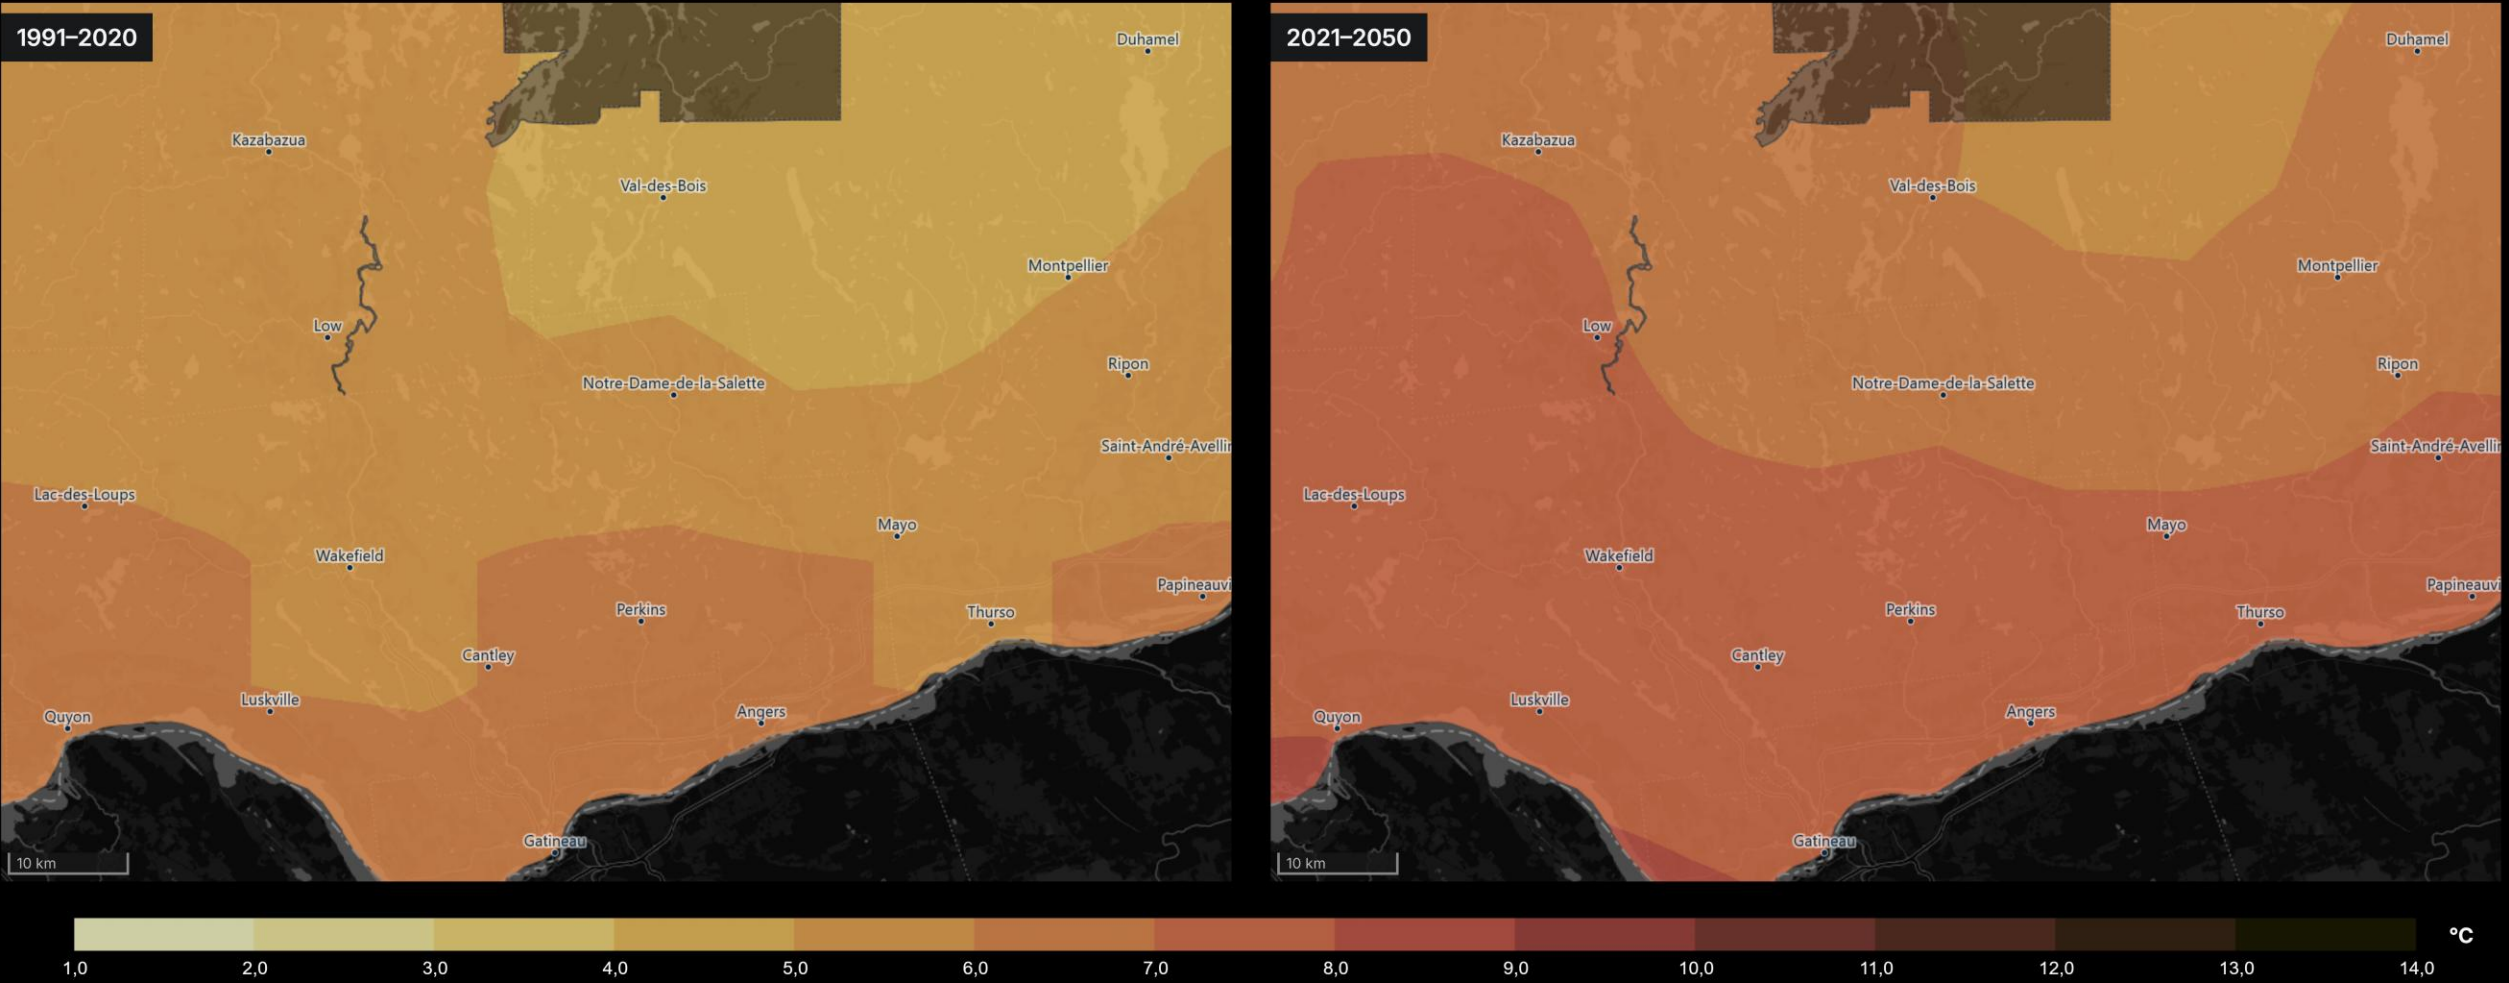 1991–2020
Duhamel
Kazabazua
Val-des-Bois
Montpellier
Low
Ripon
Notre-Dame-de-la-Salette
Saint-André-Avellir
Lac-des-Loups
Mayo
Wakefield
Papineauvi
Perkins
Thurso
Cantley
Luskville
Quyon
Angers
Gatineau
10 km
2021–2050
Duhamel
Kazabazua
Val-des-Bois
Montpellier
Low
Ripon
Notre-Dame-de-la-Salette
Saint-André-Avellir
Lac-des-Loups
Mayo
Wakefield
Papineauvi
Perkins
Thurso
Cantley
Luskville
Quyon
Angers
Gatineau
10 km
°C
1,0 2,0 3,0 4,0 5,0 6,0 7,0 8,0 9,0 10,0 11,0 12,0 13,0 14,0